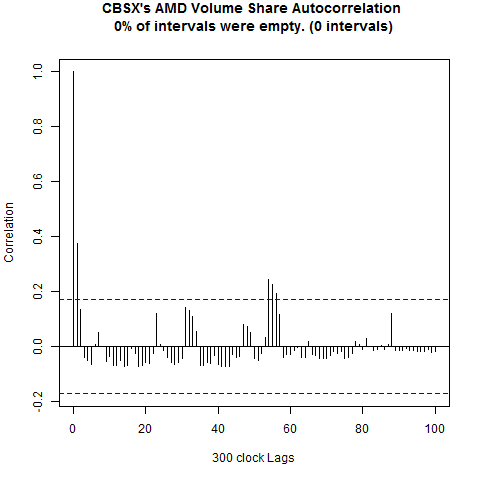 CBSX's AMD Volume Share Autocorrelation
0% of intervals were empty. (0 intervals)
1.0
0.8
0.6
0.4
0.2
0.0
-0.2
Correlation
0 20 40 60 80 100
300 clock Lags